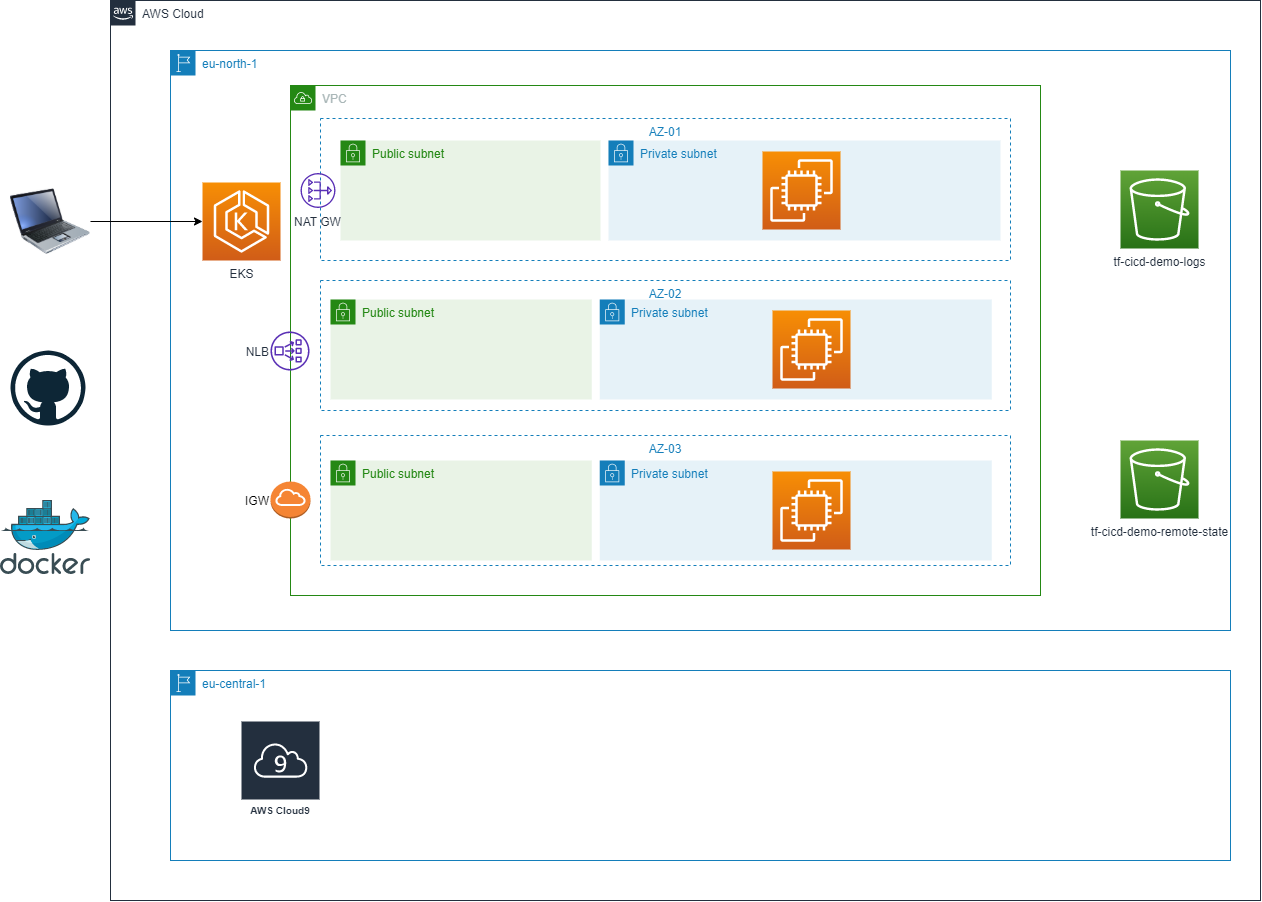 aws
AWS Cloud
eu-north-1
VPC
AZ-01
Public subnet
Private subnet
NAT GW
K
EKS
tf-cicd-demo-logs
AZ-02
Public subnet
Private subnet
NLB
AZ-03
Public subnet
Private subnet
IGW
tf-cicd-demo-remote-state
docker
eu-central-1
9
AWS Cloud9